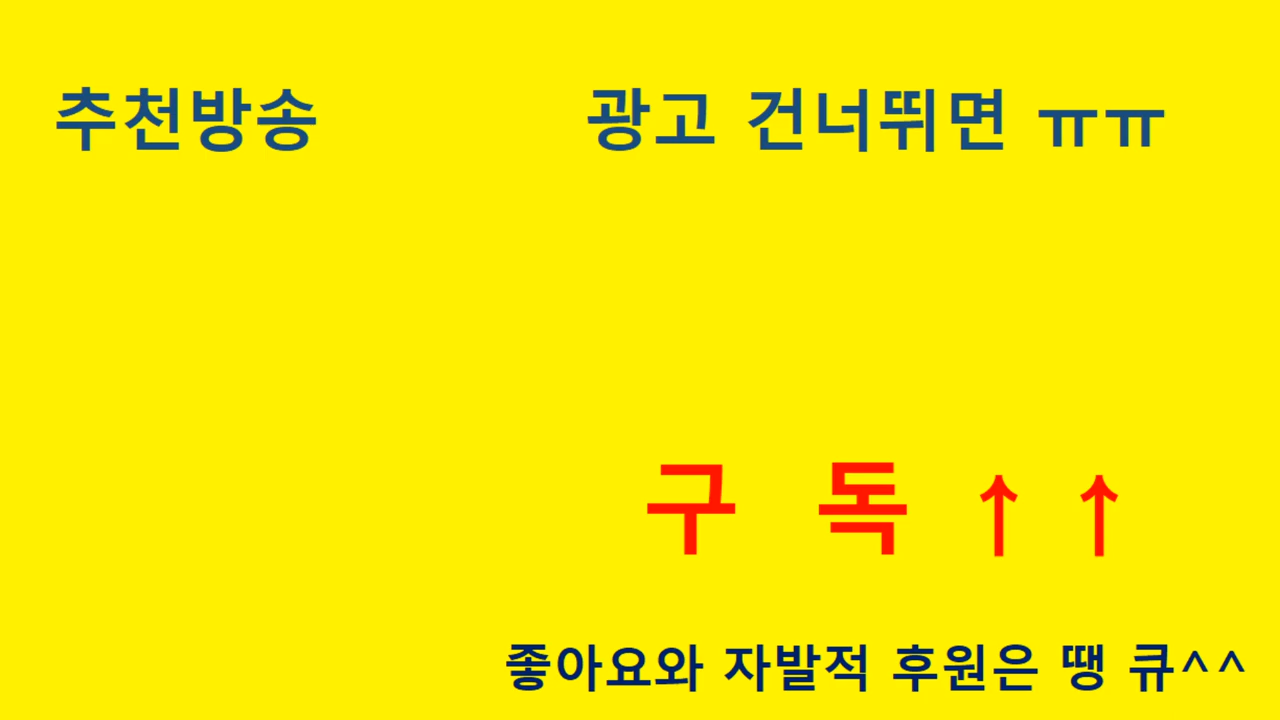 추천방송
광고 건너뛰면 ㅠㅠ
구 독 ↑ ↑
좋아요와 자발적 후원은 땡 큐^^